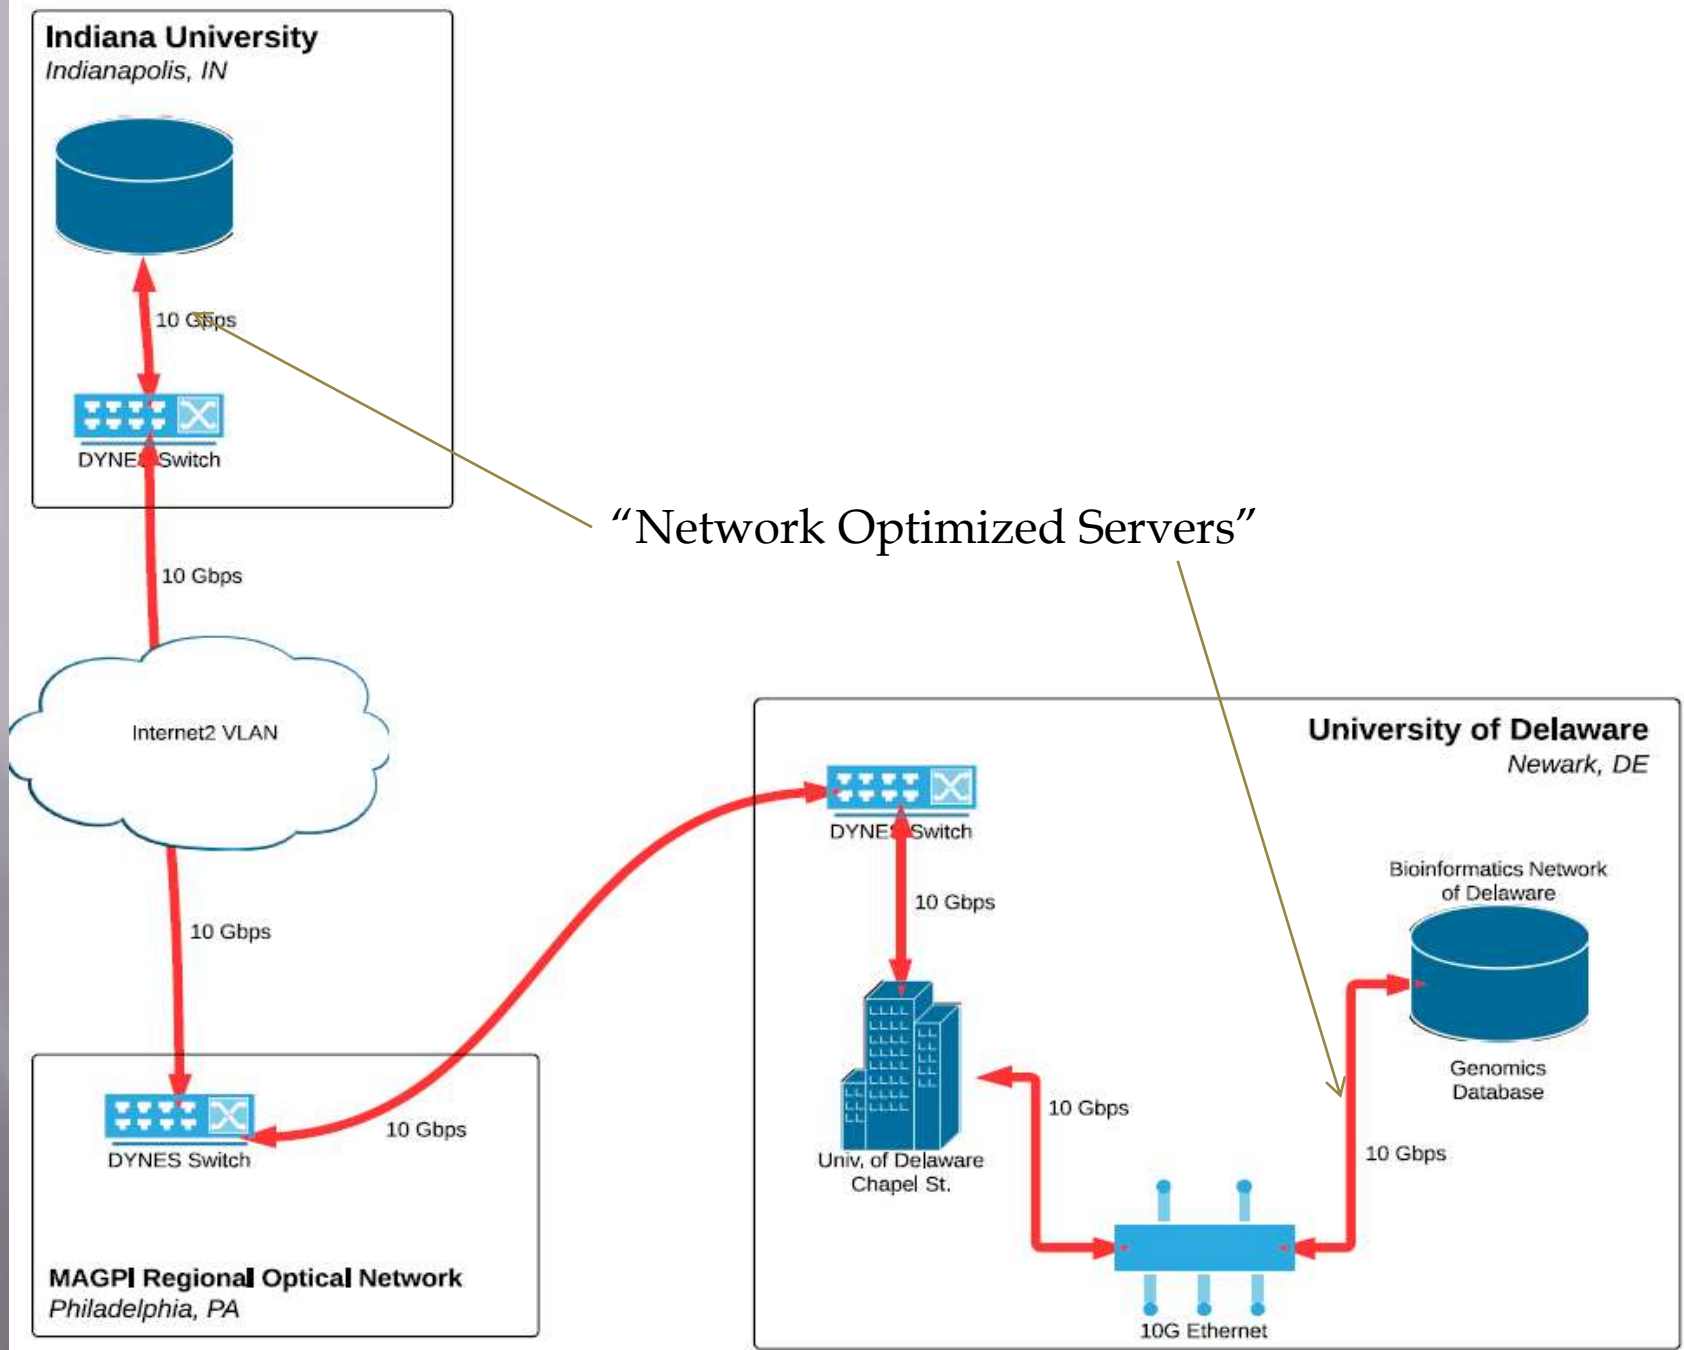 Indiana University
Indianapolis, IN
10 Gbps
DYNES Switch
10 Gbps
“Network Optimized Servers”
Internet2 VLAN
10 Gbps
DYNES Switch
10 Gbps
MAGPI Regional Optical Network
Philadelphia, PA
University of Delaware
Newark, DE
DYNES Switch
10 Gbps
Bioinformatics Network
of Delaware
Genomics
Database
Univ. of Delaware
Chapel St.
10 Gbps
10 Gbps
10G Ethernet